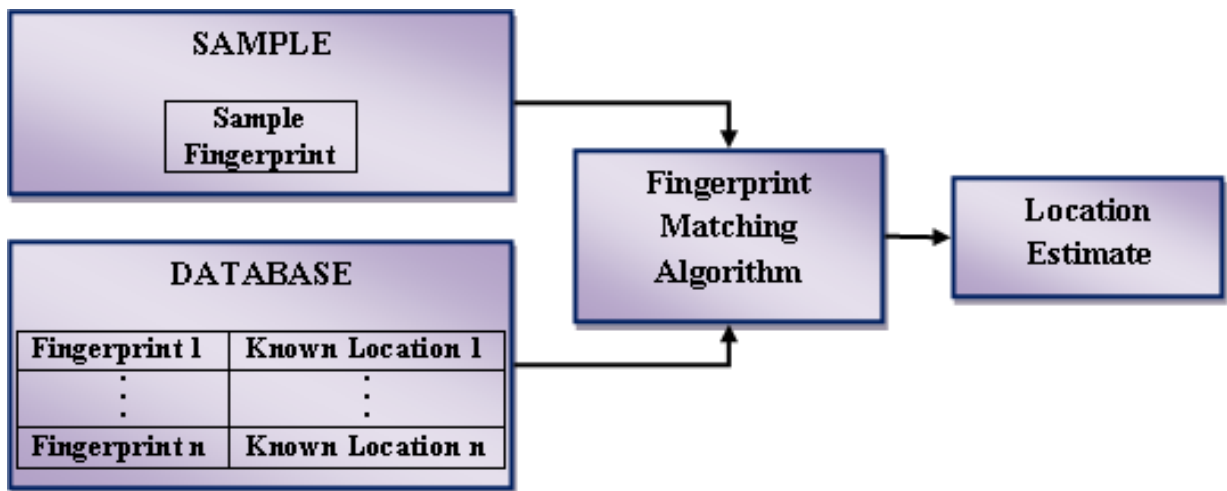 SAMPLE
Sample
Fingerprint
DATABASE
Fingerprint 1 Known Location 1
⋮ ⋮
Fingerprint n Known Location n
Fingerprint
Matching
Algorithm
Location
Estimate